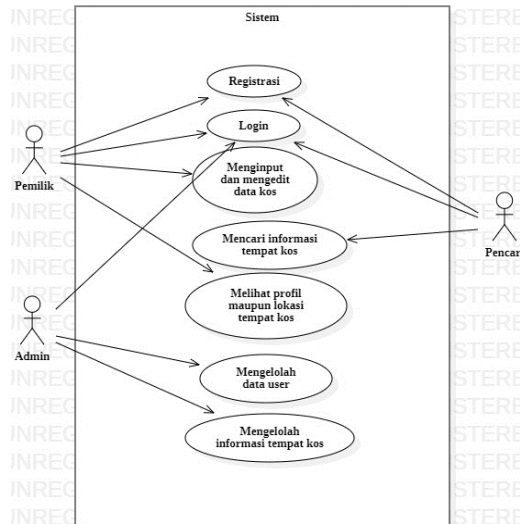 Sistem
Registrasi
Login
Menginput
dan mengedit
data kos
Pemilik
Mencari informasi
tempat kos
Pencar
Melihat profil
maupun lokasi
tempat kos
Admin
Mengelolah
data user
Mengelolah
informasi tempat kos